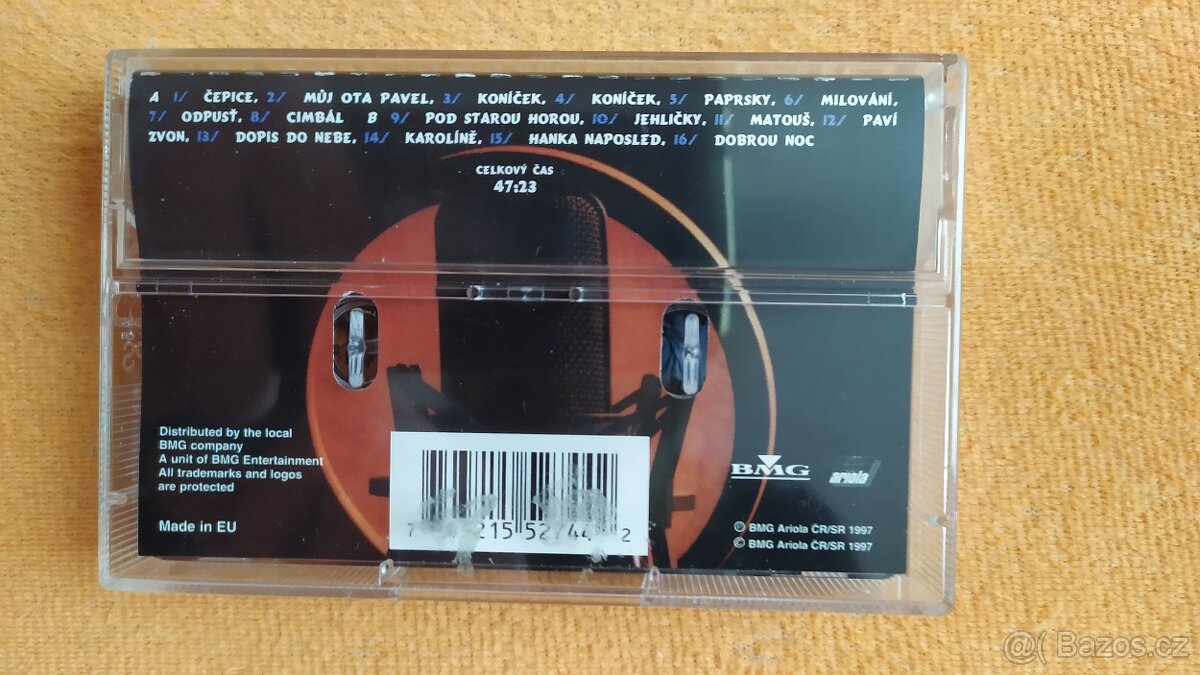 A 1/ ČEPICE, 2/ MŮJ OTA PAVEL, 3/ KONÍČEK, 4/ KONÍČEK, 5/ PAPRSKY, 6/ MILOVÁNÍ,
7/ ODPUSŤ, 8/ CIMBÁL B 9/ POD STAROU HOROU, 10/ JEHLIČKY, 11/ MATOUŠ, 12/ PAVÍ
ZVON, 13/ DOPIS DO NEBE, 14/ KAROLÍNĚ, 15/ HANKA NAPOSLED, 16/ DOBROU NOC
CELKOVÝ ČAS
47:23
Distributed by the local
BMG company
A unit of BMG Entertainment
All trademarks and logos
are protected
Made in EU
BMG
ariola
℗ BMG Ariola ČR/SR 1997
© BMG Ariola ČR/SR 1997
Bazos.cz